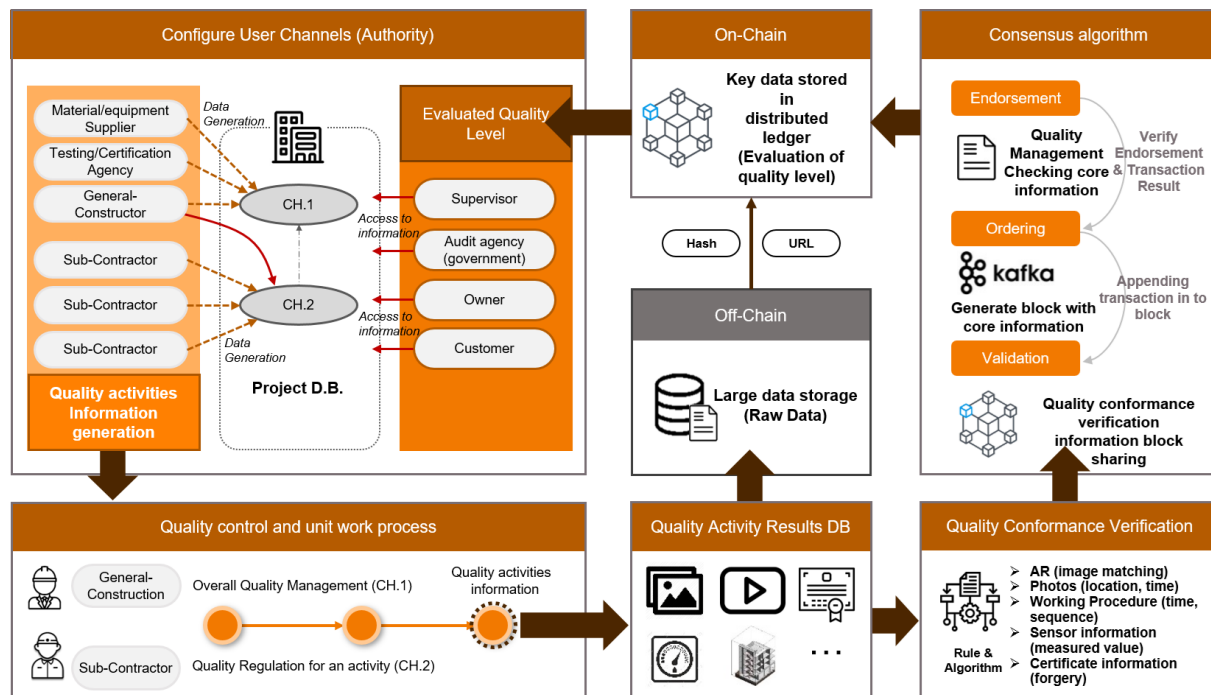 Configure User Channels (Authority)
Material/equipment
Supplier
Testing/Certification
Agency
General-
Constructor
Sub-Contractor
Sub-Contractor
Sub-Contractor
Quality activities
Information
generation
Data
Generation
CH.1
CH.2
Data
Generation
Project D.B.
Access to
information
Access to
information
Evaluated Quality
Level
Supervisor
Audit agency
(government)
Owner
Customer
On-Chain
Key data stored
in
distributed
ledger
(Evaluation of
quality level)
Hash
URL
Off-Chain
Large data storage
(Raw Data)
Consensus algorithm
Endorsement
Quality
Management
Checking core
information
Verify
Endorsement
& Transaction
Result
Ordering
kafka
Generate block with
core information
Appending
transaction in to
block
Validation
Quality conformance
verification
information block
sharing
Quality control and unit work process
General-
Construction
Overall Quality Management (CH.1)
Quality activities
information
Sub-Contractor
Quality Regulation for an activity (CH.2)
Quality Activity Results DB
...
Quality Conformance Verification
Rule &
Algorithm
➢ AR (image matching)
➢ Photos (location, time)
➢ Working Procedure (time,
sequence)
➢ Sensor information
(measured value)
➢ Certificate information
(forgery)